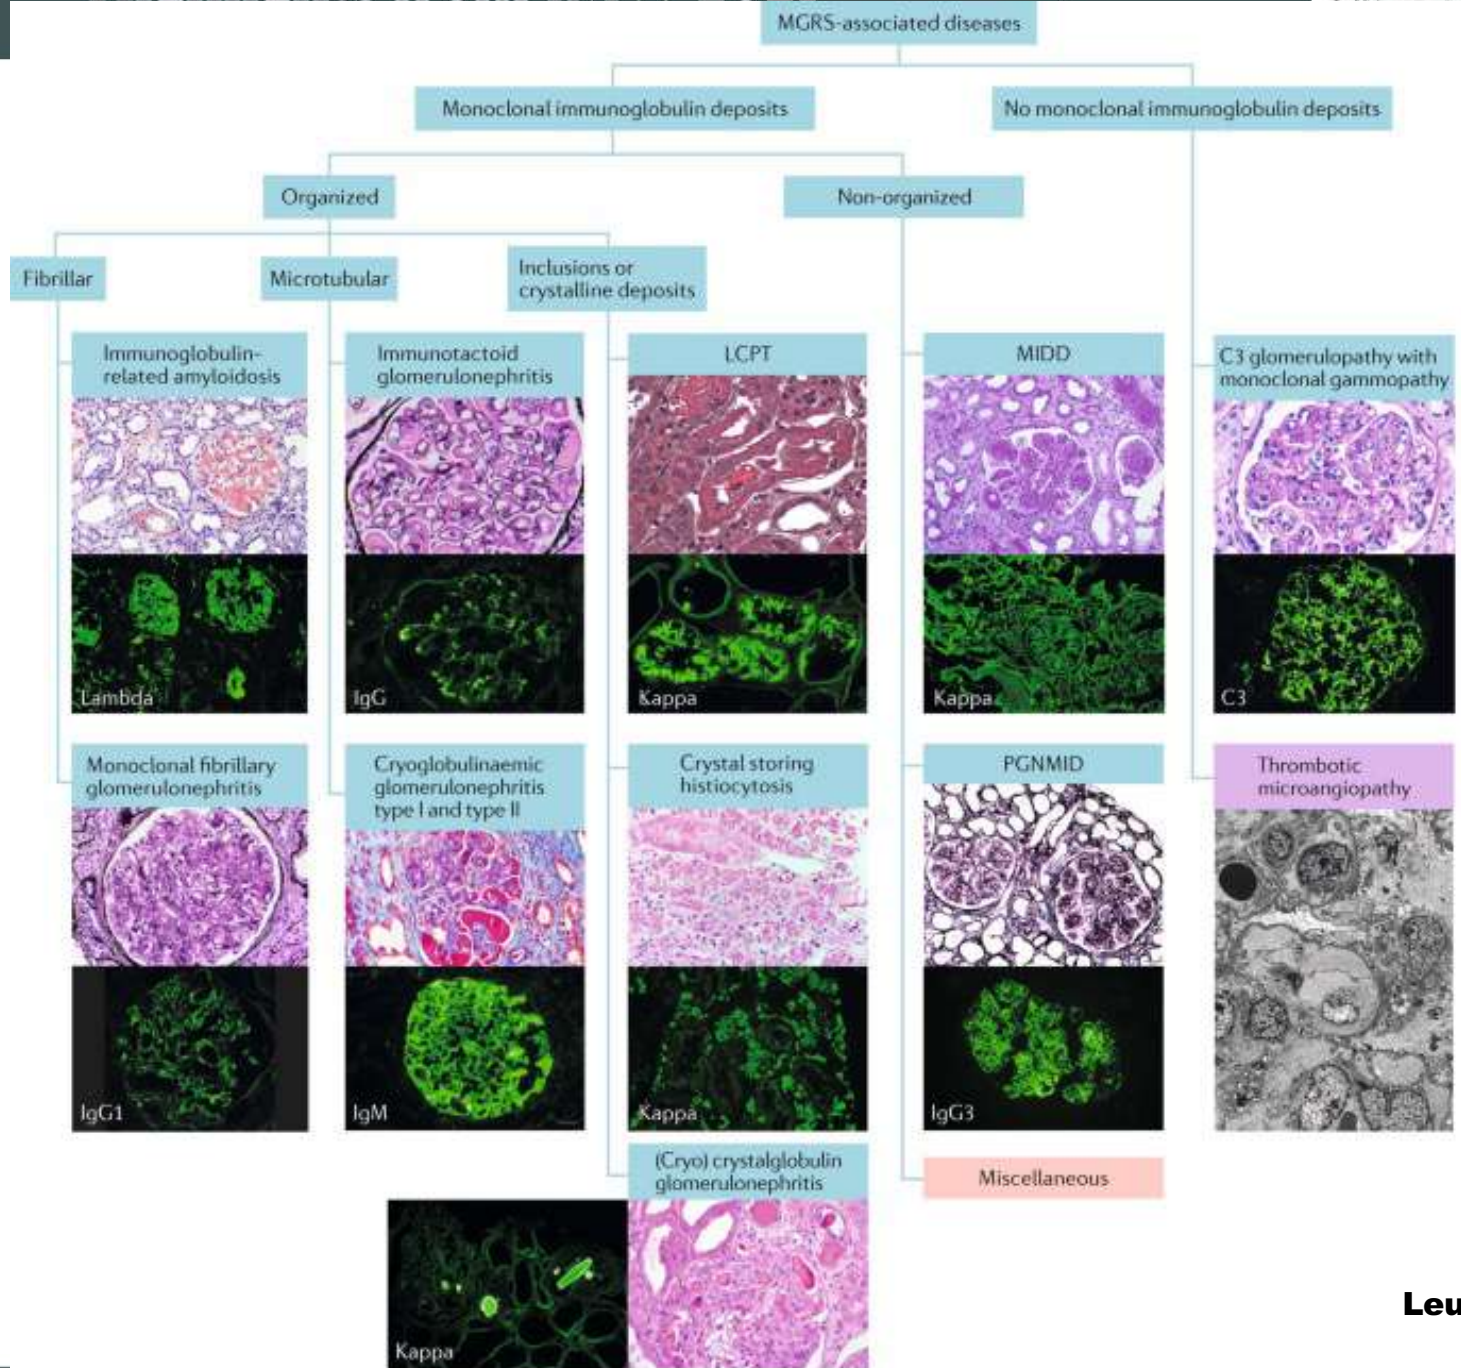 MGRS-associated diseases
Monoclonal immunoglobulin deposits
No monoclonal immunoglobulin deposits
Organized
Non-organized
Fibrillar
Microtubular
Inclusions or
crystalline deposits
Immunoglobulin-
related amyloidosis
Immunotactoid
glomerulonephritis
LCPT
MIDD
C3 glomerulopathy with
monoclonal gammopathy
Lambda
IgG
Kappa
Kappa
C3
Monoclonal fibrillary
glomerulonephritis
Cryoglobulinaemic
glomerulonephritis
type I and type II
Crystal storing
histiocytosis
PGNMID
Thrombotic
microangiopathy
IgG1
IgM
Kappa
IgG3
(Cryo) crystalglobulin
glomerulonephritis
Miscellaneous
Kappa
Leu